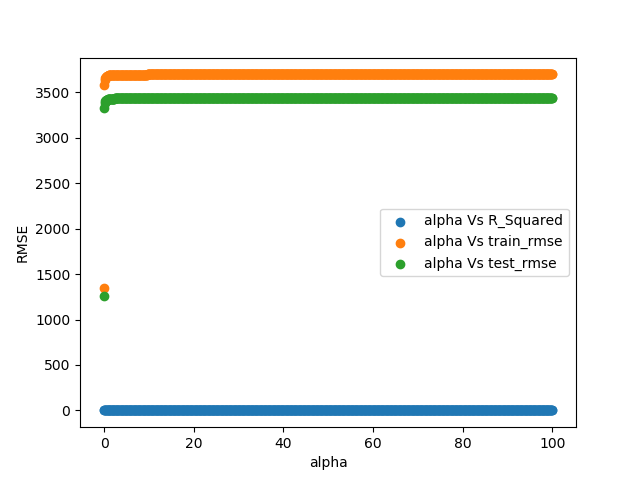 3500
3000
2500
2000
1500
1000
500
0
RMSE
alpha Vs R_Squared
alpha Vs train_rmse
alpha Vs test_rmse
0 20 40 60 80 100
alpha